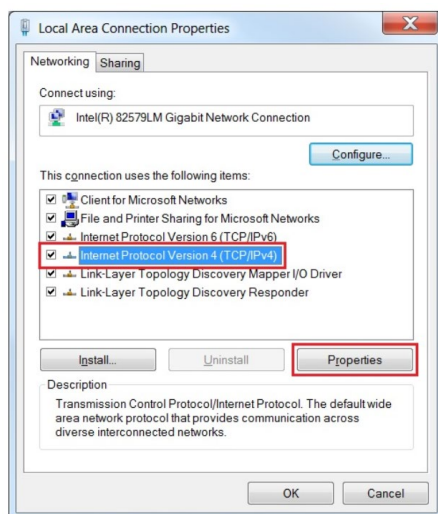 Local Area Connection Properties
Networking Sharing
Connect using:
Intel(R) 82579LM Gigabit Network Connection
Configure...
This connection uses the following items:
Client for Microsoft Networks
File and Printer Sharing for Microsoft Networks
Internet Protocol Version 6 (TCP/IPv6)
Internet Protocol Version 4 (TCP/IPv4)
Link-Layer Topology Discovery Mapper I/O Driver
Link-Layer Topology Discovery Responder
Install... Uninstall Properties
Description
Transmission Control Protocol/Internet Protocol. The default wide
area network protocol that provides communication across
diverse interconnected networks.
OK Cancel